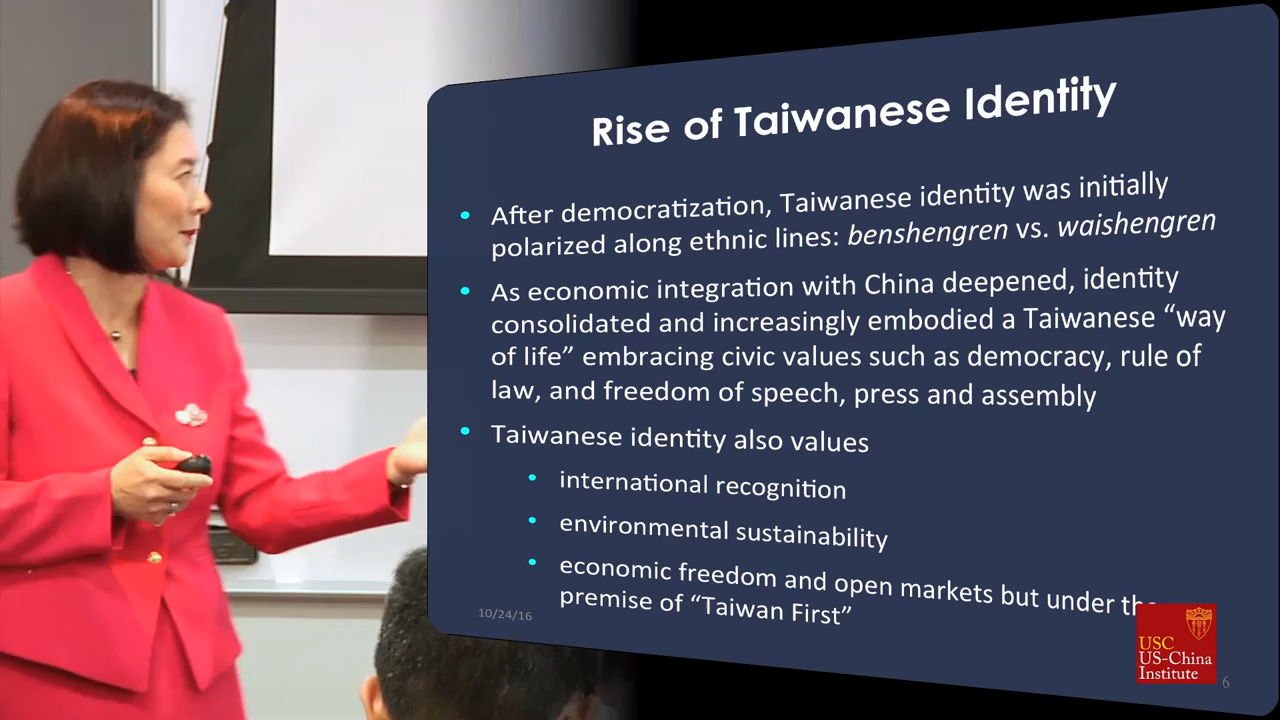 Rise of Taiwanese Identity
• After democratization, Taiwanese identity was initially
polarized along ethnic lines: benshengren vs. waishengren
• As economic integration with China deepened, identity
consolidated and increasingly embodied a Taiwanese “way
of life” embracing civic values such as democracy, rule of
law, and freedom of speech, press and assembly
• Taiwanese identity also values
• international recognition
• environmental sustainability
• economic freedom and open markets but under the
premise of “Taiwan First”
10/24/16
USC
US-China
Institute
6